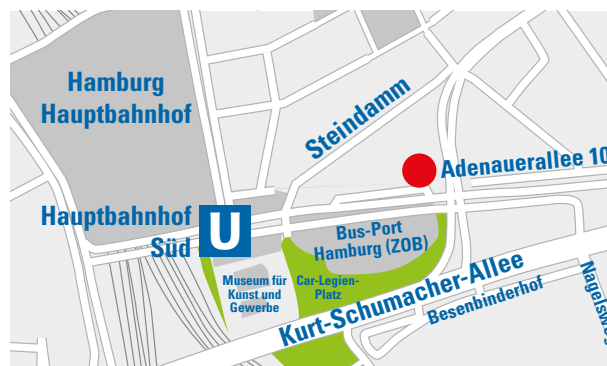 Hamburg
Hauptbahnhof
Steindamm
Adenauerallee 10
Hauptbahnhof
Süd
U
Bus-Port
Hamburg (ZOB)
Museum für
Kunst und
Gewerbe
Car-Legien-
Platz
Kurt-Schumacher-Allee
Besenbinderhof
Nagelsweg